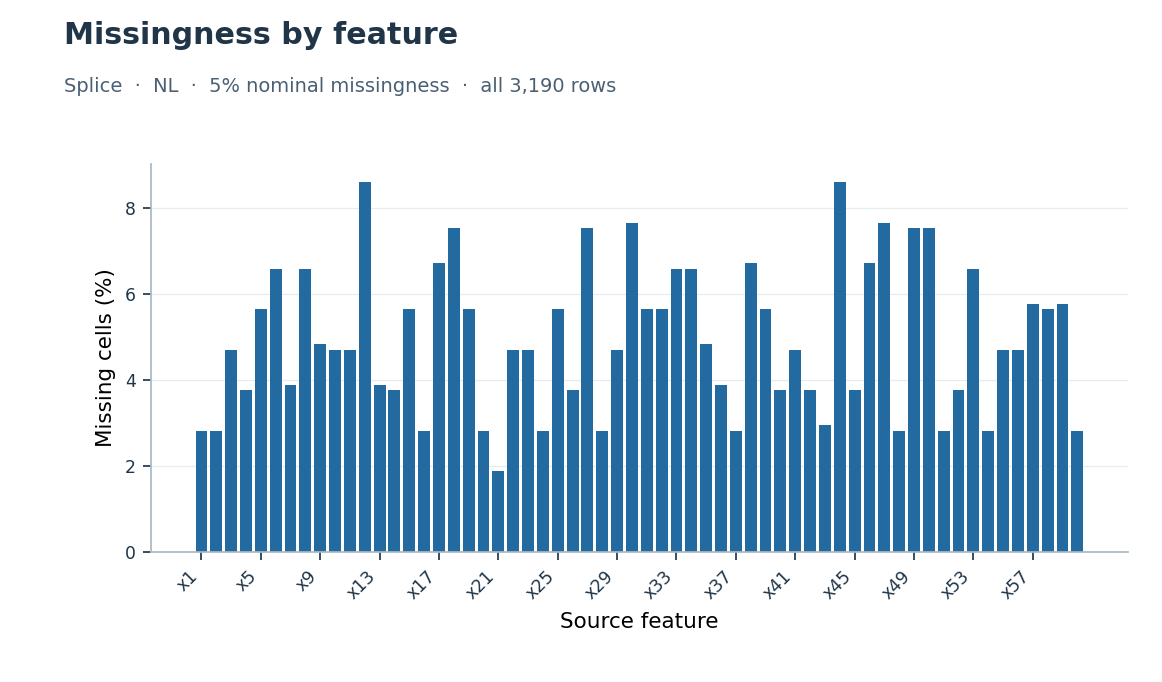 Missingness by feature
Splice · NL · 5% nominal missingness · all 3,190 rows
Missing cells (%)
8
6
4
2
0
x1 x5 x9 x13 x17 x21 x25 x29 x33 x37 x41 x45 x49 x53 x57
Source feature